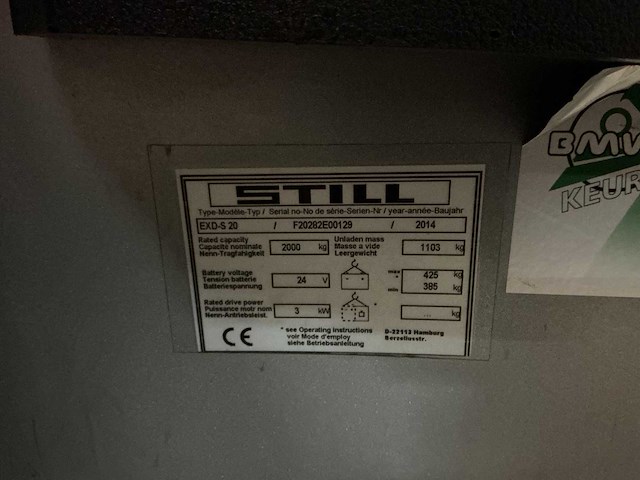 STILL
Type-Modèle-Typ / Serial no-No de série-Serien-Nr / year-année-Baujahr
EXD-S 20 / F20282E00129 / 2014
Rated capacity
Capacité nominale
Nenn-Tragfähigkeit
2000 kg
Unladen mass
Masse a vide
Leergewicht
1103 kg
Battery voltage
Tension batterie
Batteriespannung
24 V
max 425 kg
* 
min 385 kg
Rated drive power
Puissance motr nom
Nenn-Antriebsleist.
3 kW
*
... kg
CE
* see Operating instructions
voir Mode d'employ
siehe Betriebsanleitung
D-22113 Hamburg
Berzeliusstr.
BMW
KEUR